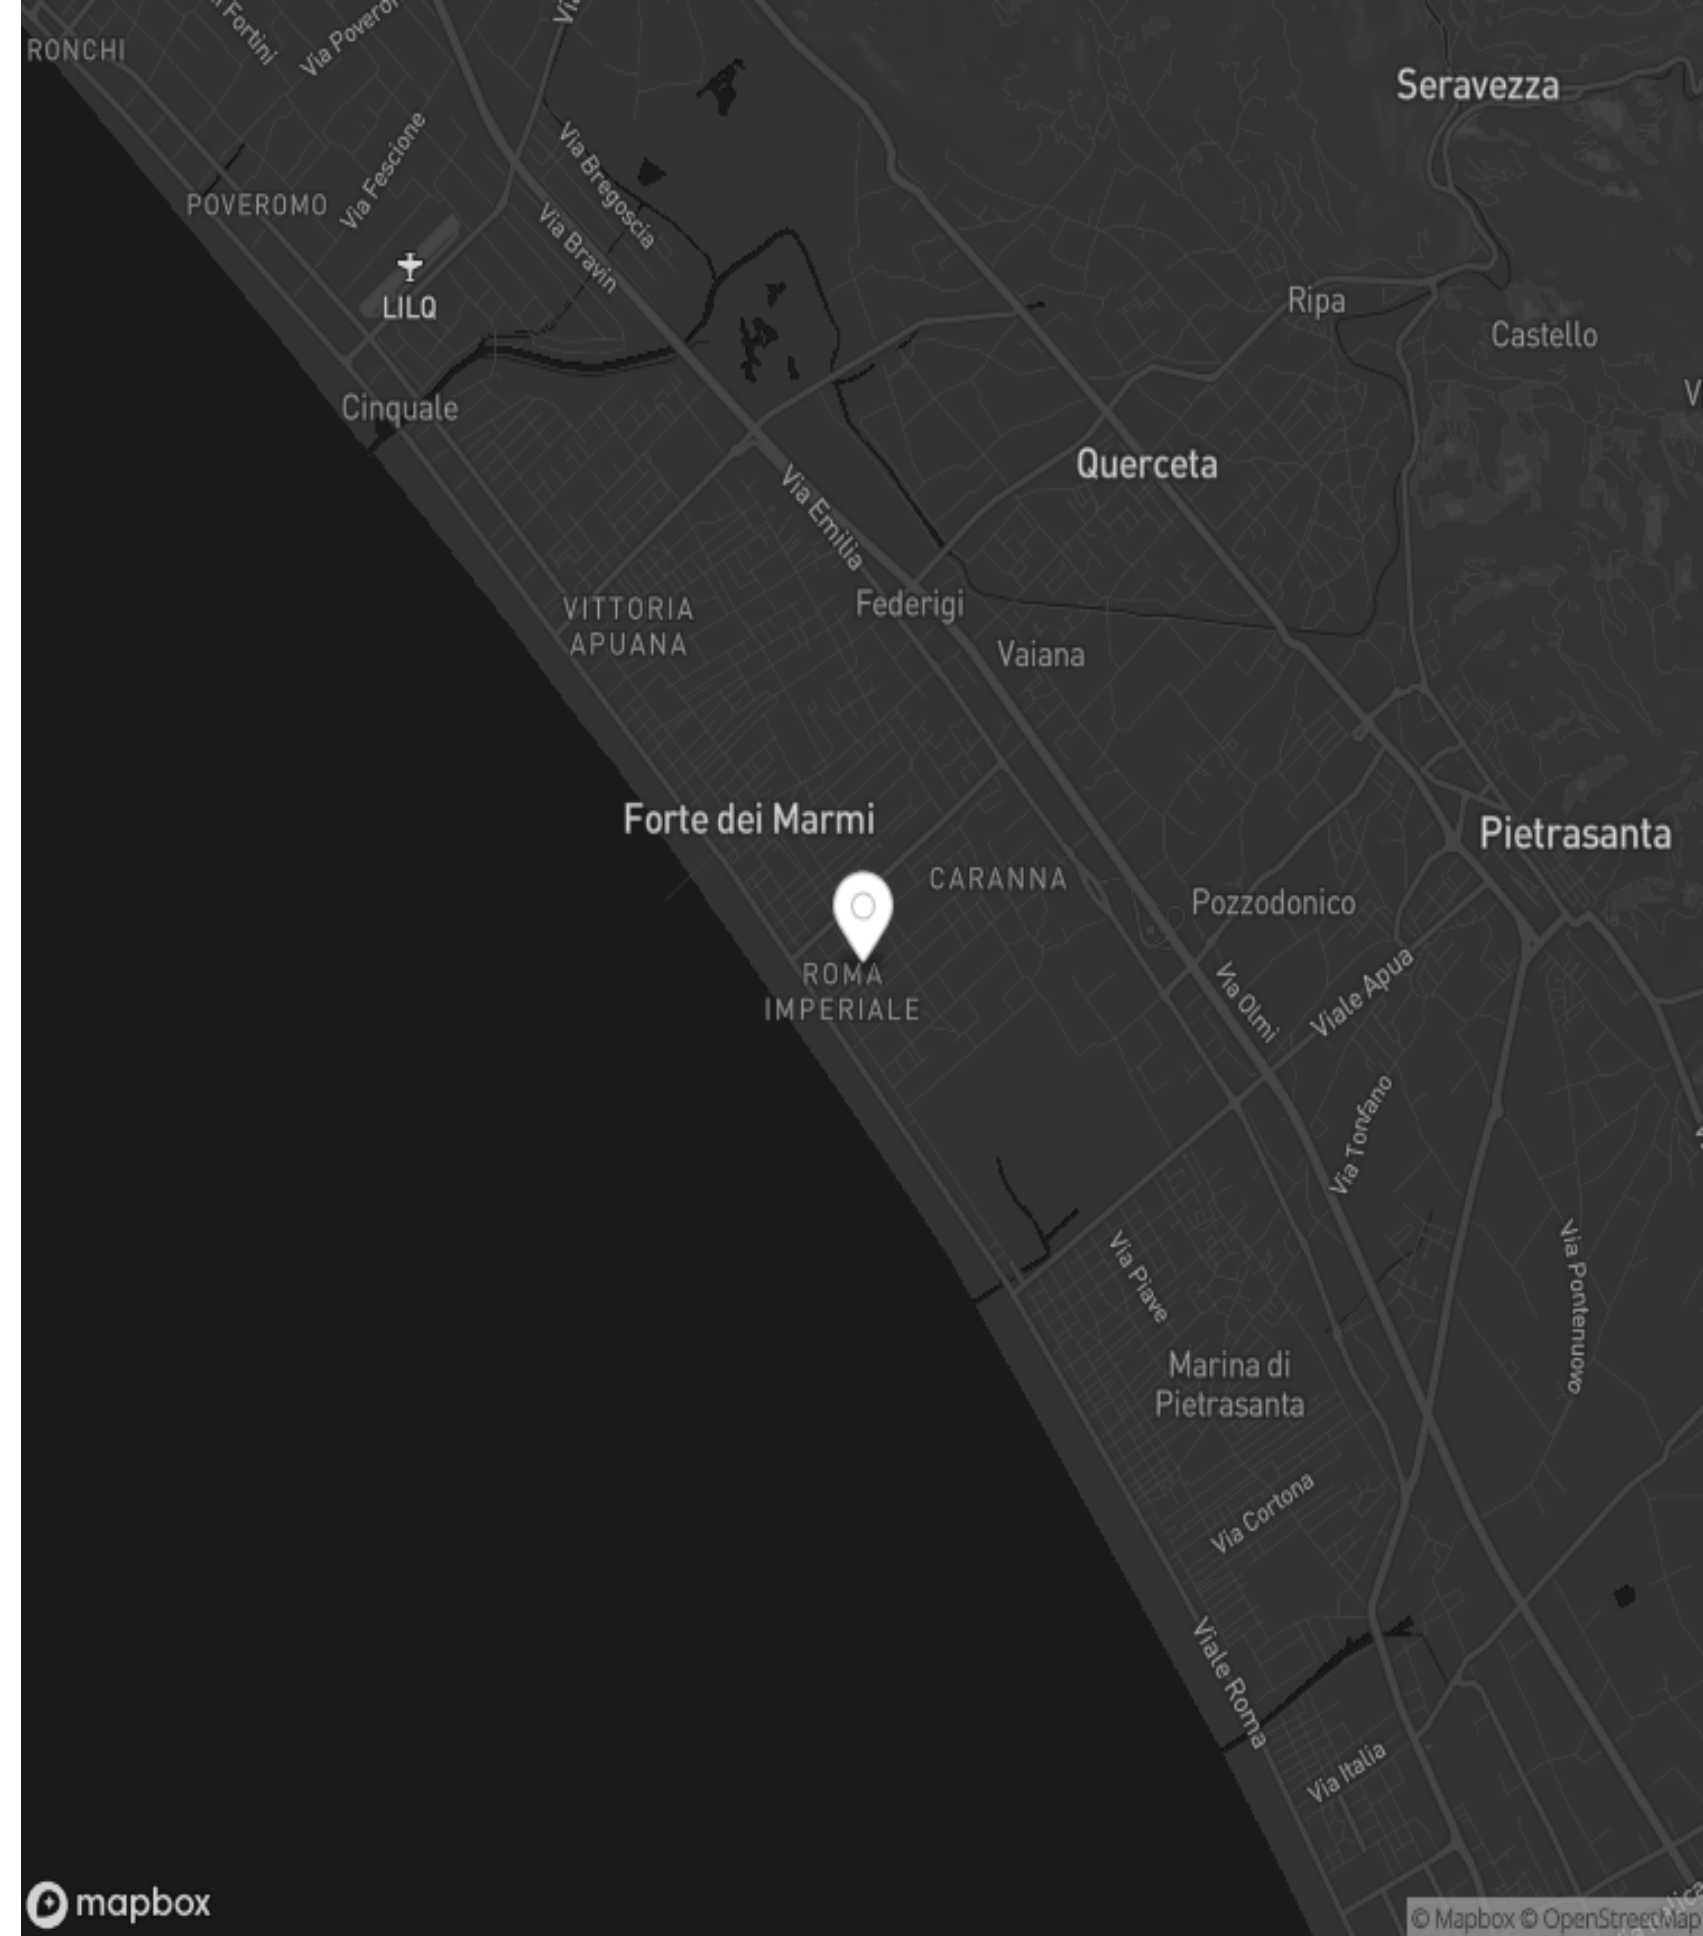 RONCHI
Seravezza
Via Fescione
Via Bregoscia
POVEROMO
Via Bravin
LILQ
Ripa
Castello
Cinquale
Querceta
Via Emilia
VITTORIA
APUANA
Federigi
Vaiana
Forte dei Marmi
Pietrasanta
CARANNA
Pozzodonico
ROMA
IMPERIALE
Via Olmi
Viale Apua
Via Tonfano
Via Piave
Via Pontenuovo
Marina di
Pietrasanta
Via Cortona
Viale Roma
Via Italia
mapbox
© Mapbox © OpenStreetMap